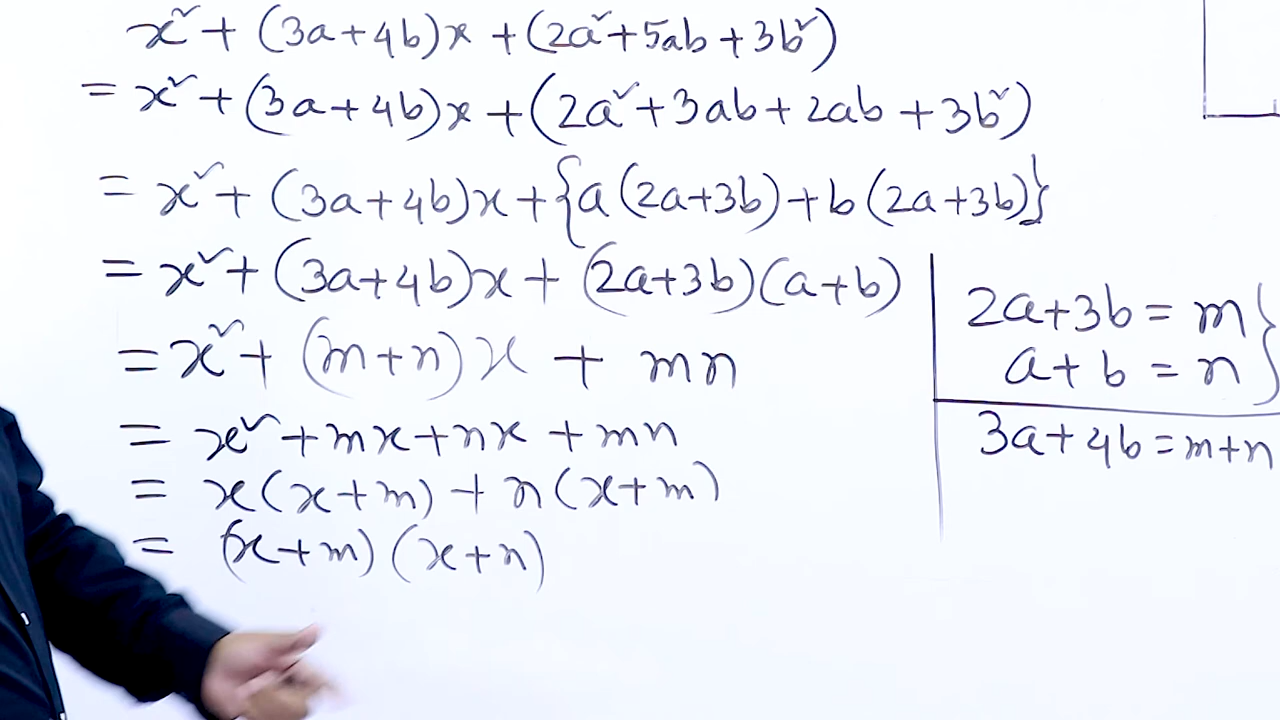 x² + (3a+4b)x + (2a²+5ab+3b²)
= x² + (3a+4b)x + (2a²+3ab+2ab+3b²)
= x² + (3a+4b)x + {a(2a+3b)+b(2a+3b)}
= x² + (3a+4b)x + (2a+3b)(a+b)
= x² + (m+n)x + mn
= x² + mx + nx + mn
= x(x+m) + n(x+m)
= (x+m)(x+n)
2a+3b = m }
a+b = n
3a+4b = m+n